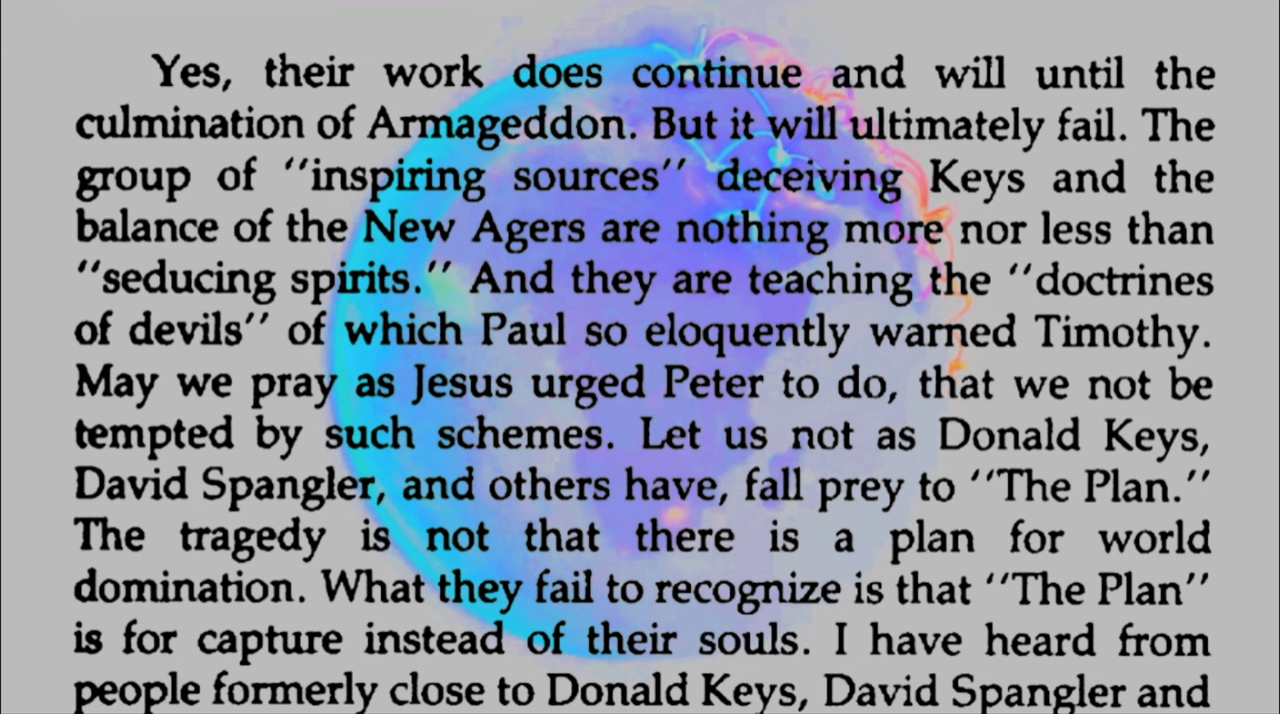 Yes, their work does continue and will until the
culmination of Armageddon. But it will ultimately fail. The
group of ''inspiring sources'' deceiving Keys and the
balance of the New Agers are nothing more nor less than
''seducing spirits.'' And they are teaching the ''doctrines
of devils'' of which Paul so eloquently warned Timothy.
May we pray as Jesus urged Peter to do, that we not be
tempted by such schemes. Let us not as Donald Keys,
David Spangler, and others have, fall prey to ''The Plan.''
The tragedy is not that there is a plan for world
domination. What they fail to recognize is that ''The Plan''
is for capture instead of their souls. I have heard from
people formerly close to Donald Keys, David Spangler and